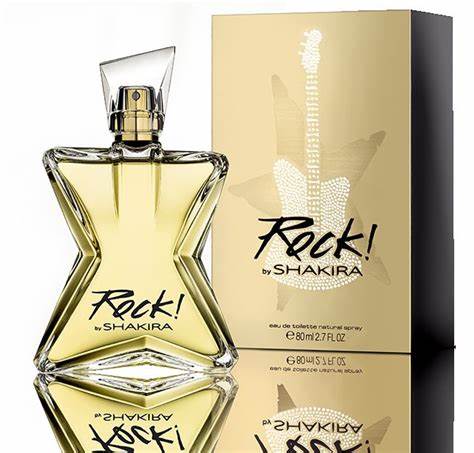 Rock!
by SHAKIRA
Rock!
by SHAKIRA
eau de toilette natural spray
℮ 80 ml 2.7 FL OZ